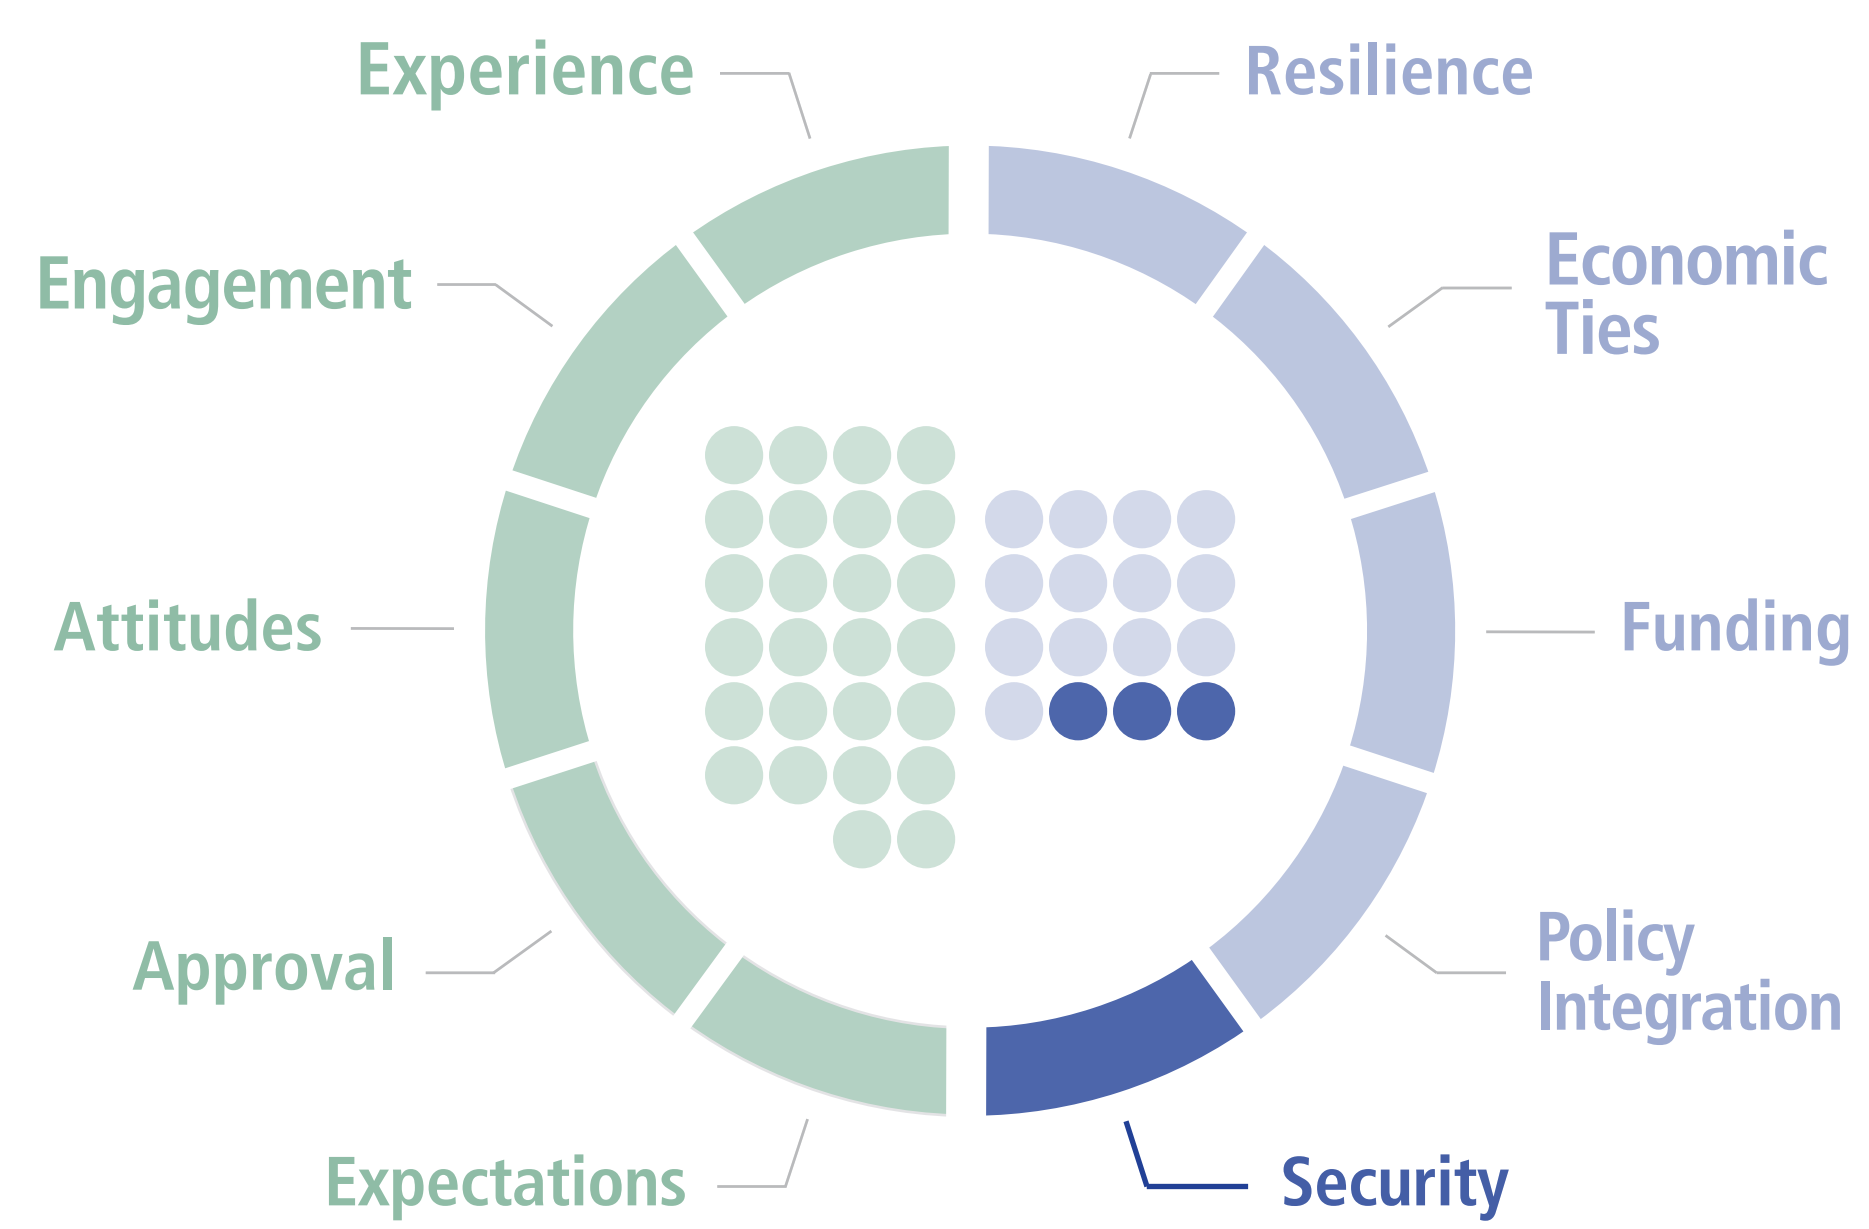 Experience
Resilience
Engagement
Economic
Ties
Attitudes
Funding
Approval
Policy
Integration
Expectations
Security